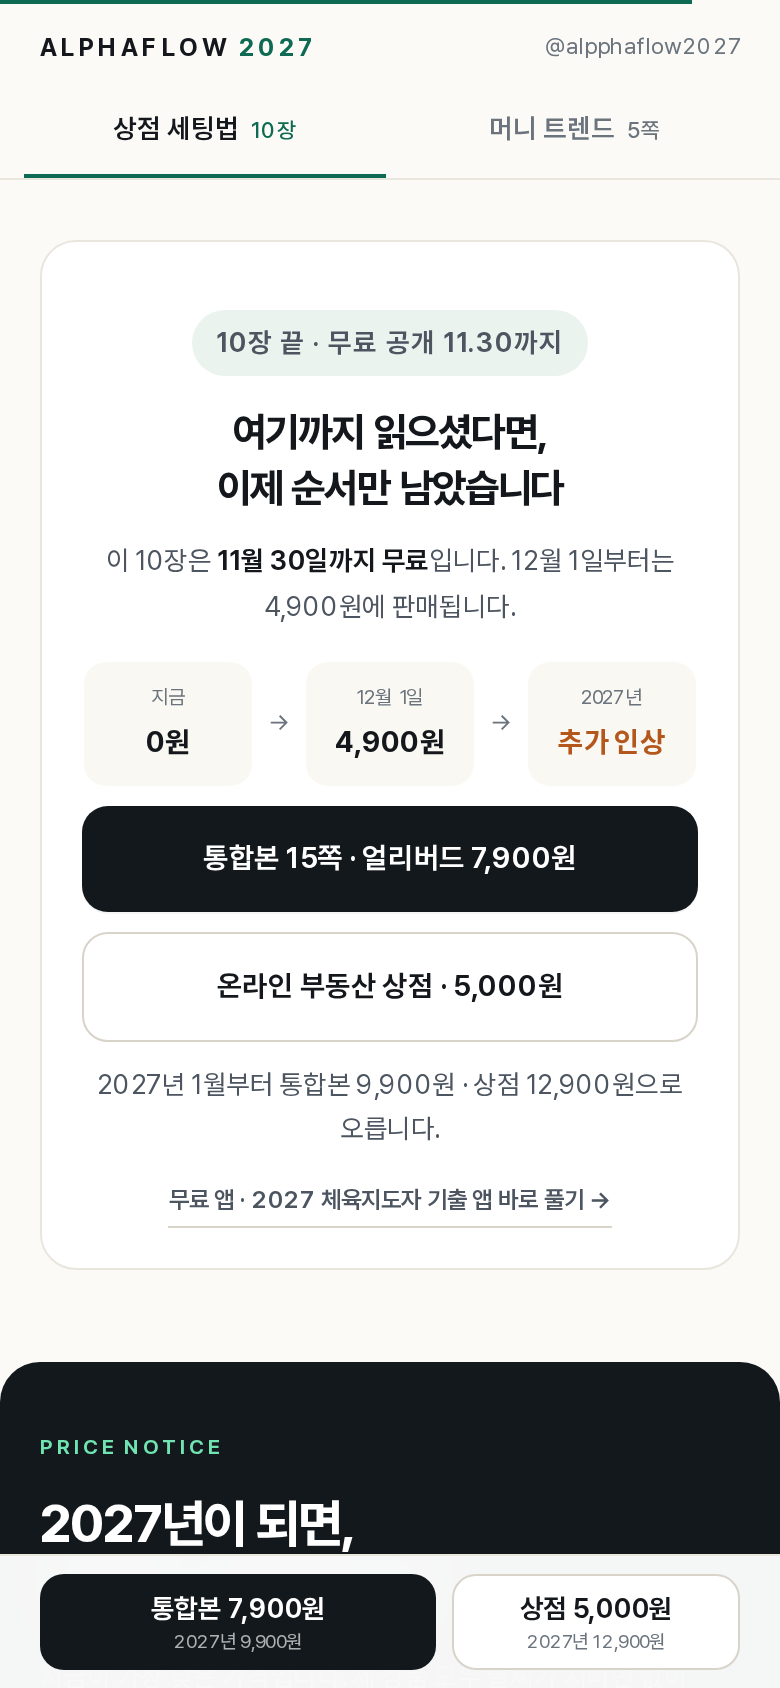 ALPHAFLOW 2027
@alpphaflow2027
상점 세팅법 10장
머니 트렌드 5쪽
10장 끝 · 무료 공개 11.30까지
여기까지 읽으셨다면,
이제 순서만 남았습니다
이 10장은 11월 30일까지 무료입니다. 12월 1일부터는
4,900원에 판매됩니다.
지금
0원
→
12월 1일
4,900원
→
2027년
추가 인상
통합본 15쪽 · 얼리버드 7,900원
온라인 부동산 상점 · 5,000원
2027년 1월부터 통합본 9,900원 · 상점 12,900원으로
오릅니다.
무료 앱 · 2027 체육지도자 기출 앱 바로 풀기 →
PRICE NOTICE
2027년이 되면,
통합본 7,900원
2027년 9,900원
상점 5,000원
2027년 12,900원